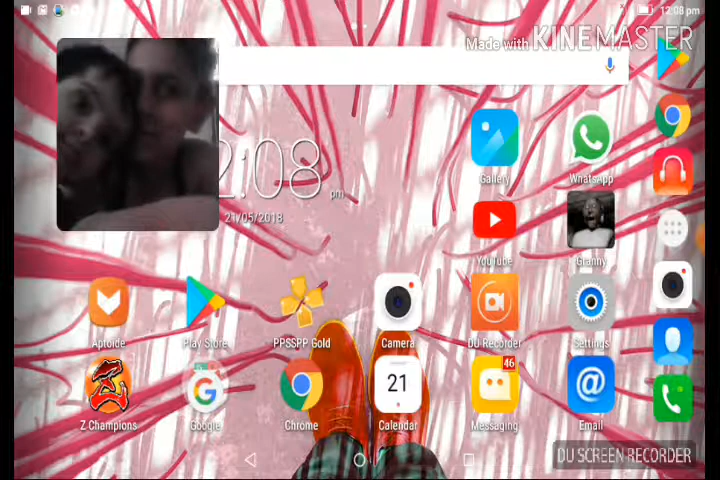 12:08 pm
Made with KINEMASTER
2:08
pm
21/05/2018
Gallery
WhatsApp
YouTube
Granny
Aptoide
Play Store
PPSSPP Gold
Camera
DU Recorder
Settings
21
46
Z Champions
Google
Chrome
Calendar
Messaging
Email
DU SCREEN RECORDER